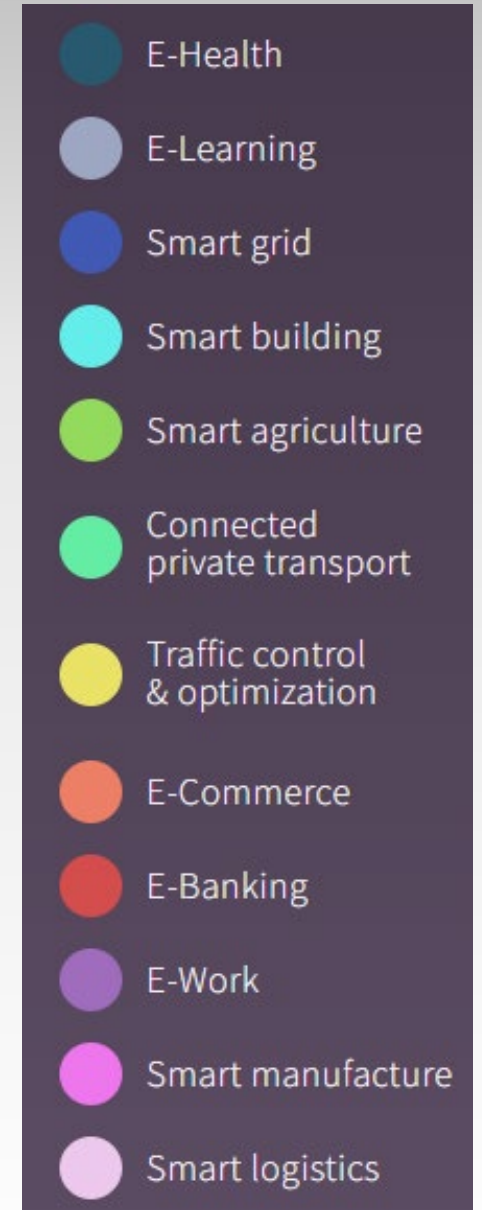 E-Health
E-Learning
Smart grid
Smart building
Smart agriculture
Connected
private transport
Traffic control
& optimization
E-Commerce
E-Banking
E-Work
Smart manufacture
Smart logistics